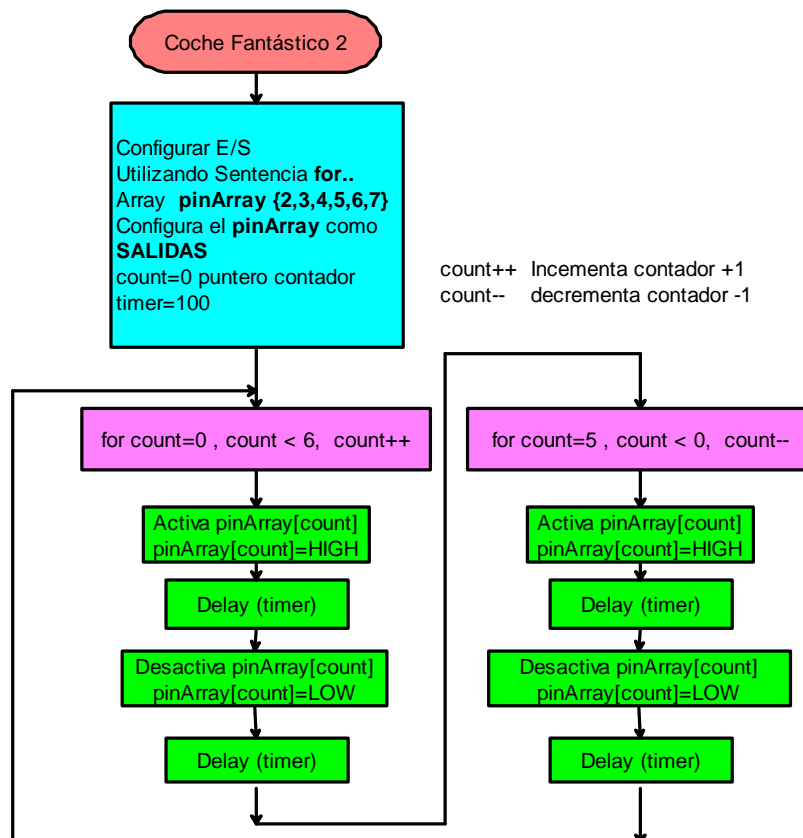 Coche Fantástico 2
Configurar E/S
Utilizando Sentencia for..
Array pinArray {2,3,4,5,6,7}
Configura el pinArray como
SALIDAS
count=0 puntero contador
timer=100
count++ Incementa contador +1
count-- decrementa contador -1
for count=0 , count < 6, count++
Activa pinArray[count]
pinArray[count]=HIGH
Delay (timer)
Desactiva pinArray[count]
pinArray[count]=LOW
Delay (timer)
for count=5 , count < 0, count--
Activa pinArray[count]
pinArray[count]=HIGH
Delay (timer)
Desactiva pinArray[count]
pinArray[count]=LOW
Delay (timer)